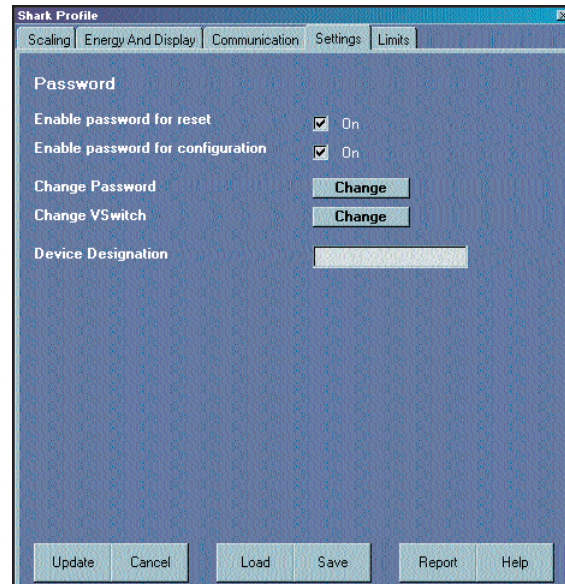 Shark Profile
Scaling Energy And Display Communication Settings Limits
Password
Enable password for reset On
Enable password for configuration On
Change Password Change
Change VSwitch Change
Device Designation
Update Cancel Load Save Report Help